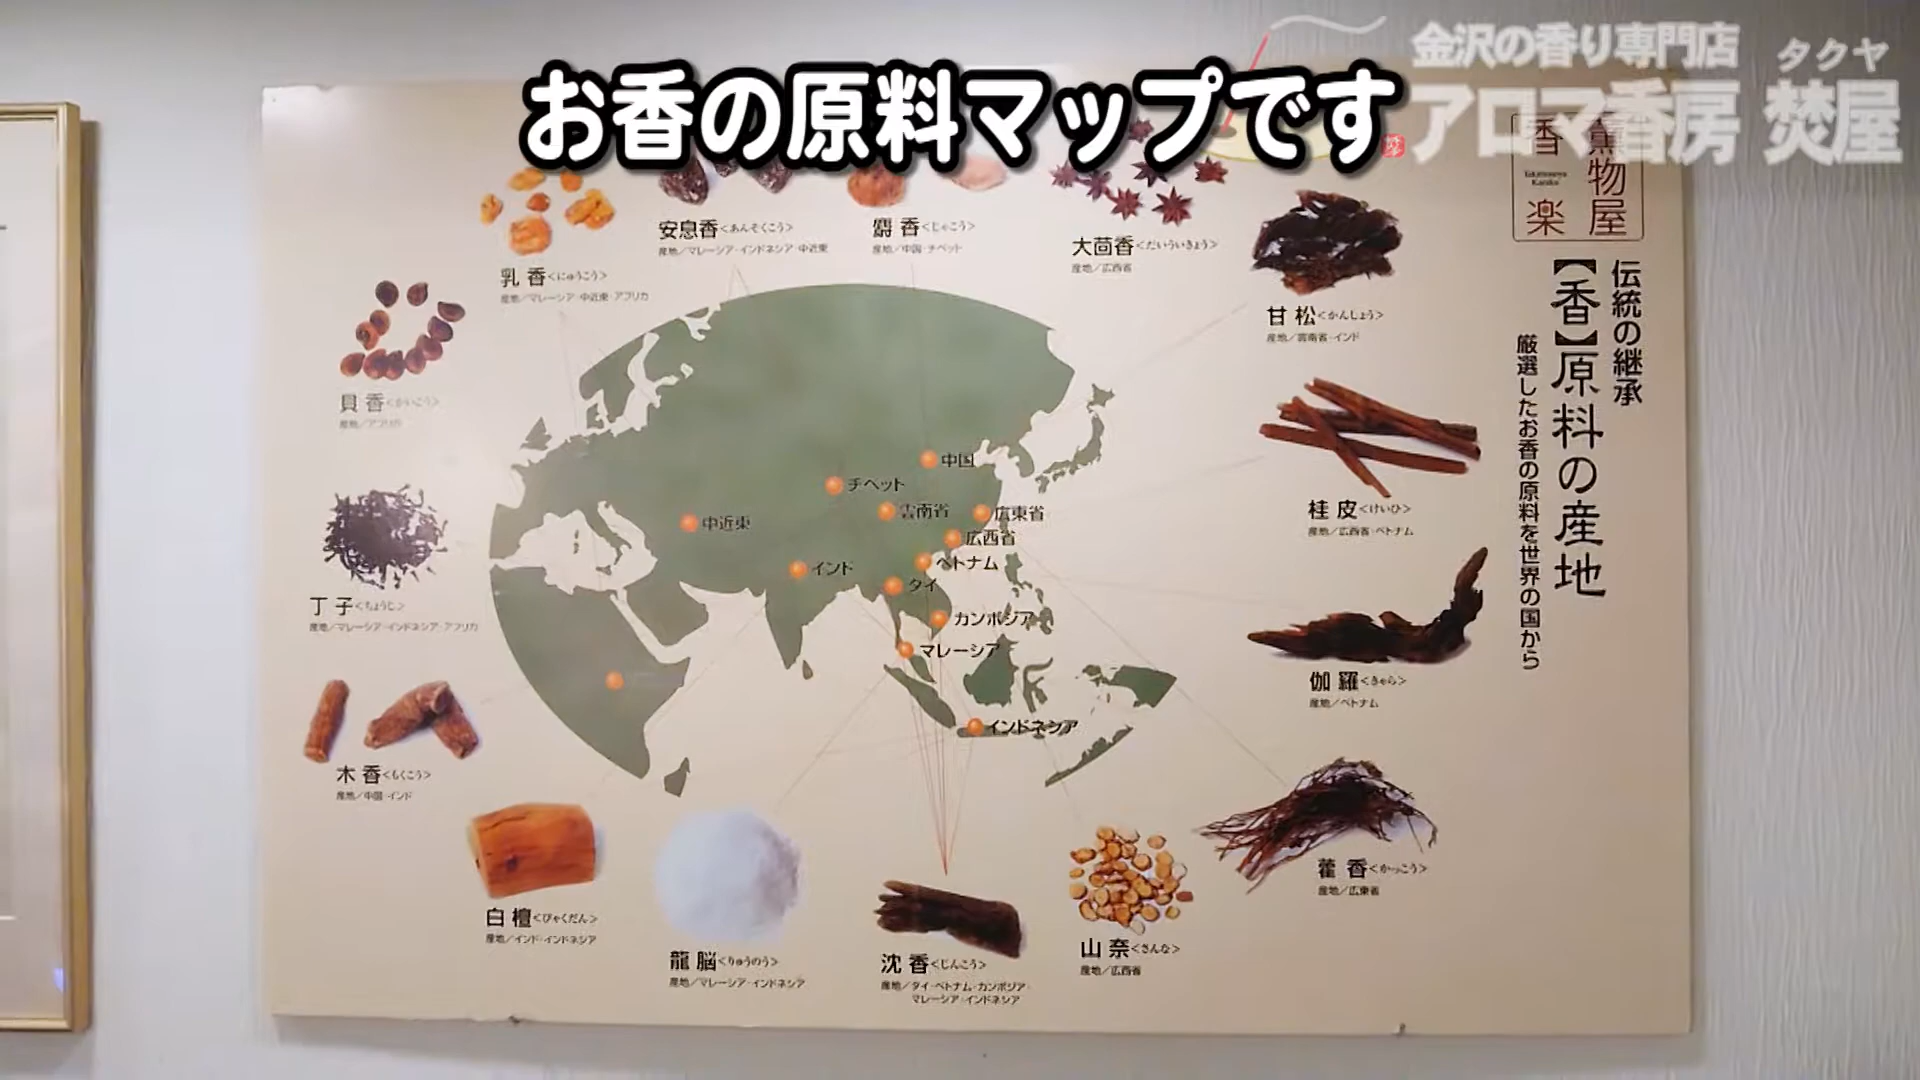 お香の原料マップです
金沢の香り専門店
タクヤ
アロマ香房 焚屋
薫物屋
香楽
伝統の継承
【香】原料の産地
厳選したお香の原料を世界の国から
乳香<にゅうこう>
産地/マレーシア・中近東・アフリカ
安息香<あんそくこう>
産地/マレーシア・インドネシア・中近東
麝香<じゃこう>
産地/中国・チベット
大茴香<だいういきょう>
産地/広西省
甘松<かんしょう>
産地/雲南省・インド
桂皮<けいひ>
産地/広西省・ベトナム
伽羅<きゃら>
産地/ベトナム
藿香<かっこう>
産地/広東省
山奈<さんな>
産地/広西省
沈香<じんこう>
産地/タイ・ベトナム・カンボジア
マレーシア・インドネシア
龍脳<りゅうのう>
産地/マレーシア・インドネシア
白檀<びゃくだん>
産地/インド・インドネシア
木香<もくこう>
産地/中国・インド
丁子<ちょうじ>
産地/マレーシア・インドネシア・アフリカ
貝香<かいこう>
産地/アフリカ
中国
チベット
雲南省
広東省
中近東
広西省
ベトナム
インド
タイ
カンボジア
マレーシア
インドネシア